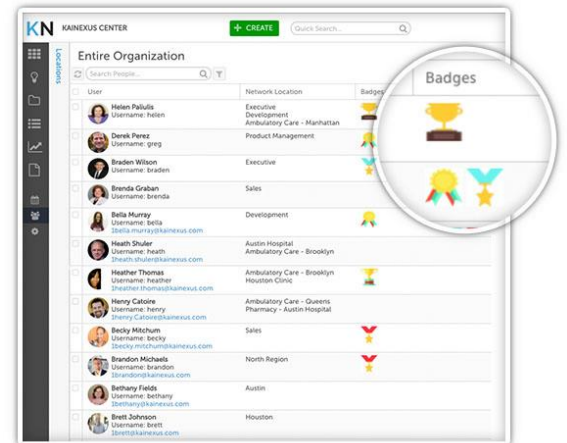 KN KAINEXUS CENTER + CREATE Quick Search...
Locations
Entire Organization
Search People...
User Network Location Badges
Helen Paliulis Executive
Username: helen Development
Ambulatory Care - Manhattan
Derek Perez Product Management
Username: greg
Braden Wilson Executive
Username: braden
Brenda Graban Sales
Username: brenda
Bella Murray Development
Username: bella
1bella.murray@kainexus.com
Heath Shuler Austin Hospital
Username: heath Ambulatory Care - Brooklyn
1heath.shuler@kainexus.com
Heather Thomas Ambulatory Care - Brooklyn
Username: heather Houston Clinic
1heather.thomas@kainexus.com
Henry Catoire Ambulatory Care - Queens
Username: henry Pharmacy - Austin Hospital
1henry.Catoire@kainexus.com
Becky Mitchum Sales
Username: becky
1becky.mitchum@kainexus.com
Brandon Michaels North Region
Username: brandon
1brandon@kainexus.com
Bethany Fields Austin
Username: bethany
1bethany@kainexus.com
Brett Johnson Houston
Username: brett
1brett@kainexus.com
Badges